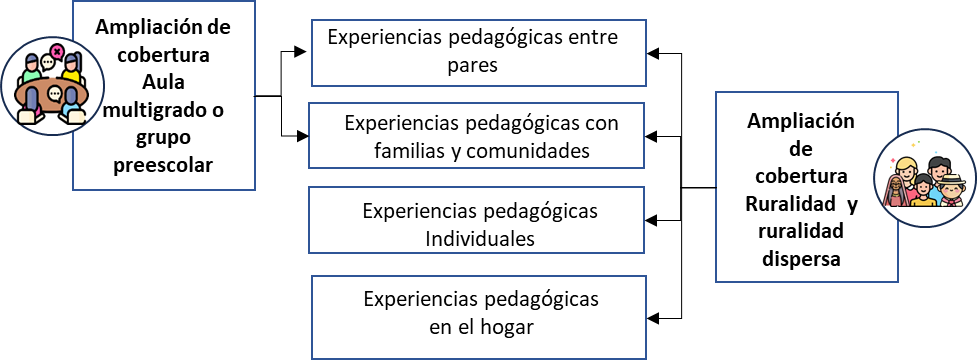 Ampliación de
cobertura
Aula
multigrado o
grupo
preescolar
Experiencias pedagógicas entre
pares
Experiencias pedagógicas con
familias y comunidades
Experiencias pedagógicas
Individuales
Experiencias pedagógicas
en el hogar
Ampliación
de
cobertura
Ruralidad y
ruralidad
dispersa